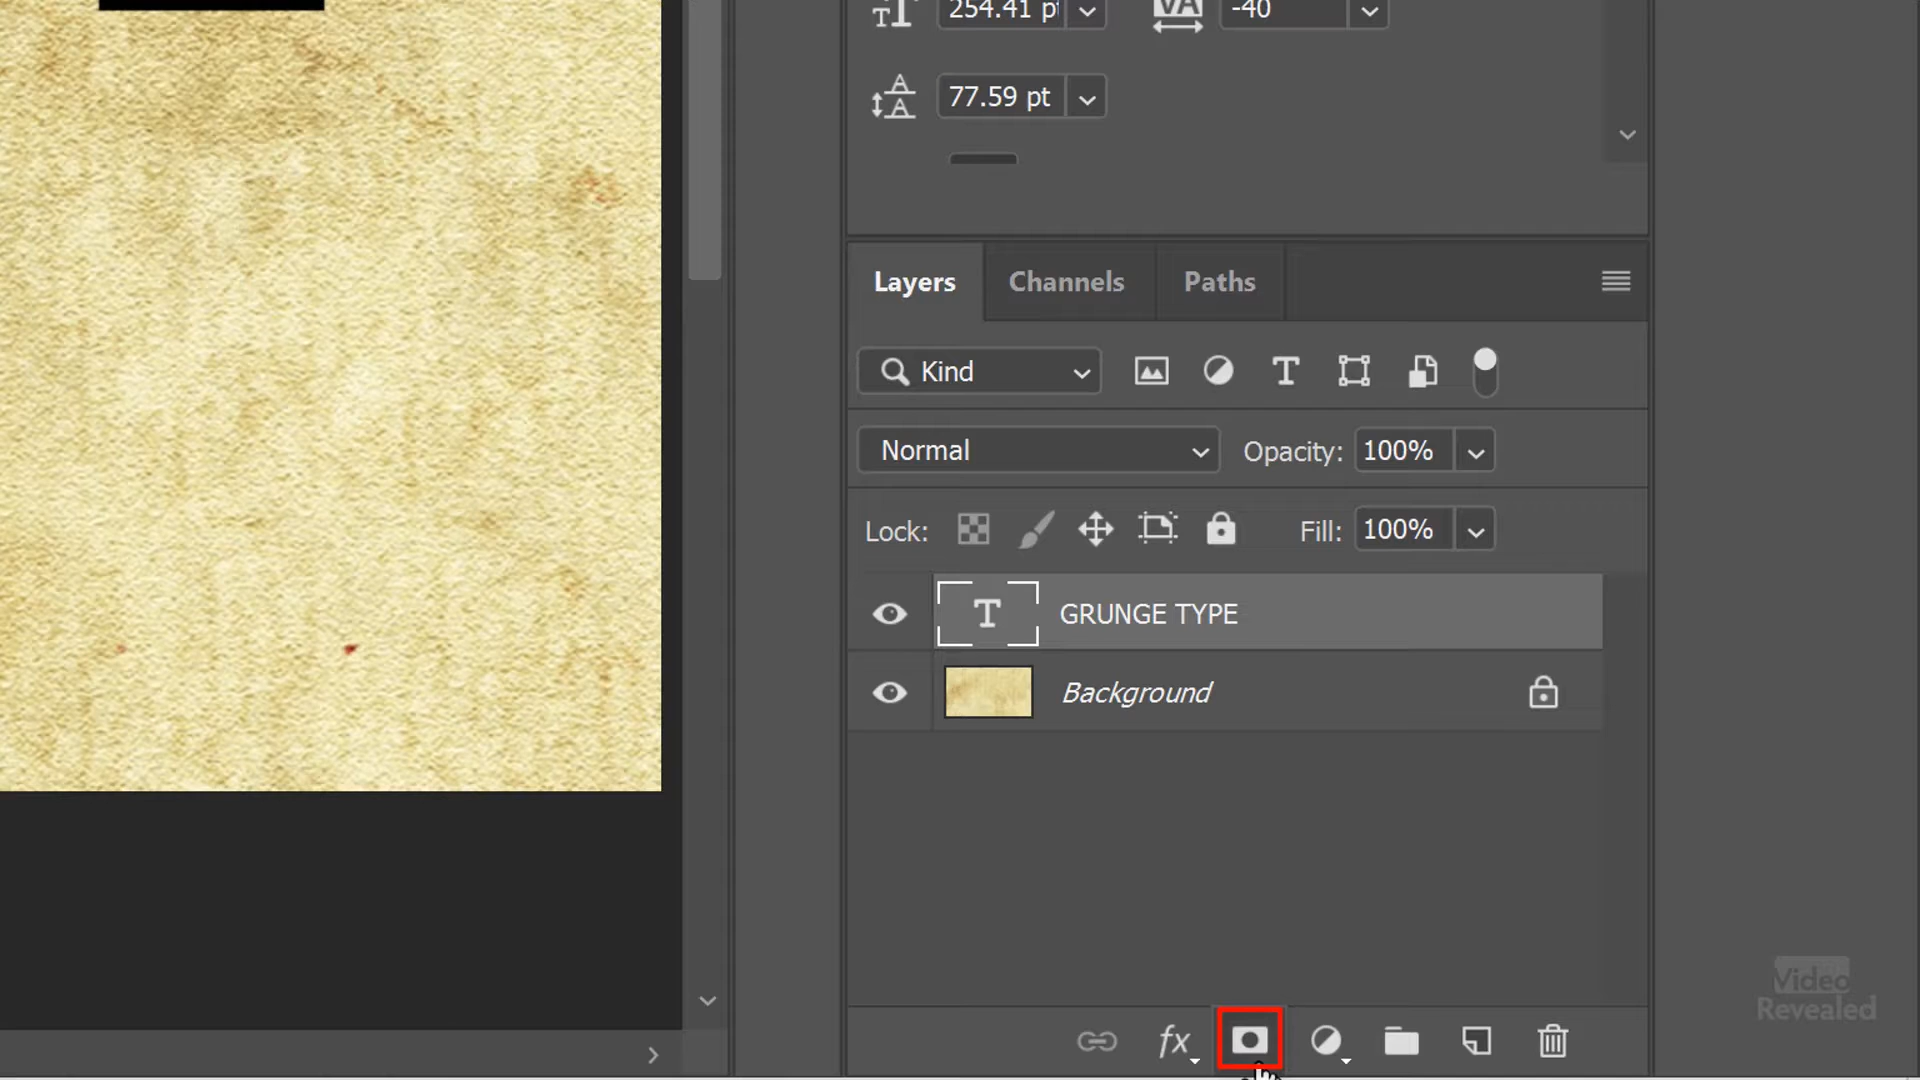 254.41 pt
-40
77.59 pt
Layers
Channels
Paths
Kind
Normal
Opacity: 100%
Lock:
Fill: 100%
GRUNGE TYPE
Background
fx
Video
Revealed